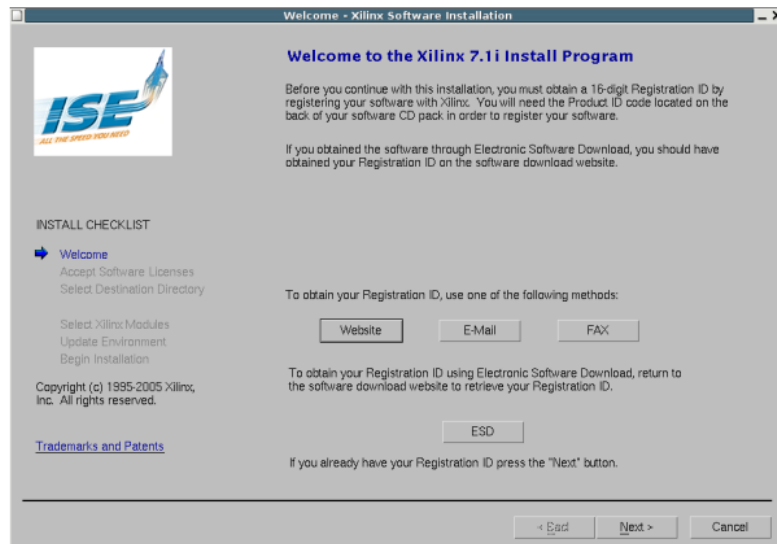 Welcome - Xilinx Software Installation
ISE
ALL THE SPEED YOU NEED
Welcome to the Xilinx 7.1i Install Program
Before you continue with this installation, you must obtain a 16-digit Registration ID by
registering your software with Xilinx. You will need the Product ID code located on the
back of your software CD pack in order to register your software.
If you obtained the software through Electronic Software Download, you should have
obtained your Registration ID on the software download website.
INSTALL CHECKLIST
Welcome
Accept Software Licenses
Select Destination Directory
Select Xilinx Modules
Update Environment
Begin Installation
Copyright (c) 1995-2005 Xilinx,
Inc. All rights reserved.
Trademarks and Patents
To obtain your Registration ID, use one of the following methods:
Website E-Mail FAX
To obtain your Registration ID using Electronic Software Download, return to
the software download website to retrieve your Registration ID.
ESD
If you already have your Registration ID press the "Next" button.
< Next > Cancel